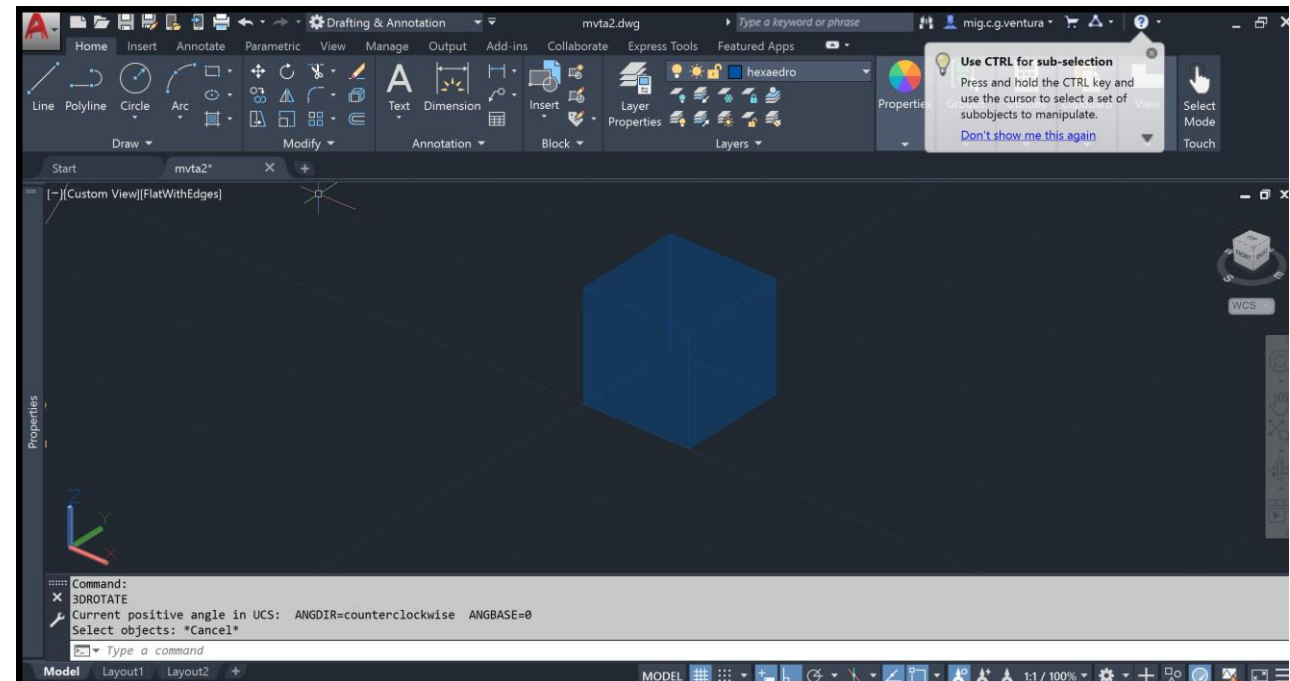 Drafting & Annotation
mvta2.dwg
Type a keyword or phrase
mig.c.g.ventura
Home Insert Annotate Parametric View Manage Output Add-ins Collaborate Express Tools Featured Apps
Line Polyline Circle Arc
Text Dimension
Insert
Layer
Properties
hexaedro
Properties
Select
Mode
Draw Modify Annotation Block Layers Touch
Use CTRL for sub-selection
Press and hold the CTRL key and
use the cursor to select a set of
subobjects to manipulate.
Don't show me this again
View
Start mvta2*
[−][Custom View][FlatWithEdges]
TOP
FRONT
S
E
WCS
Properties
Z
Y
X
Command:
3DROTATE
Current positive angle in UCS: ANGDIR=counterclockwise ANGBASE=0
Select objects: *Cancel*
Type a command
Model Layout1 Layout2 +
MODEL
1:1 / 100%